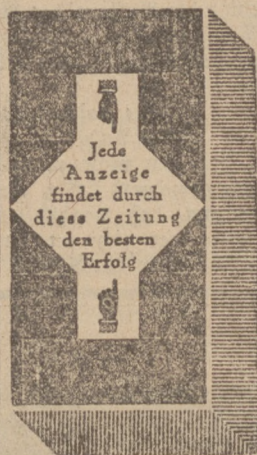 Jede
Anzeige
findet durch
diese Zeitung
den besten
Erfolg